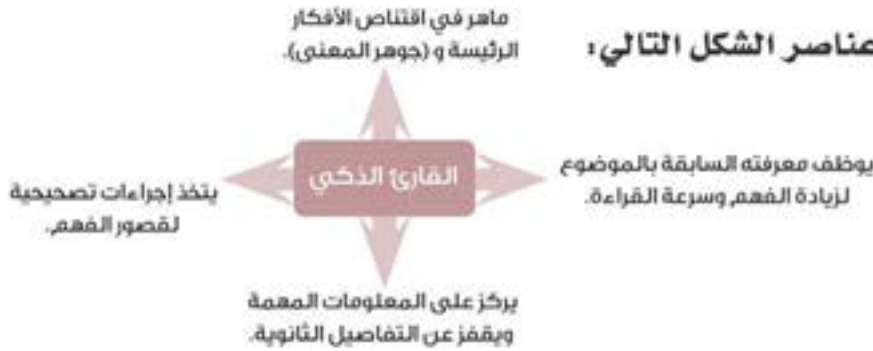 عناصر الشكل التالي:
ماهر في اقتناص الأفكار
الرئيسة و (جوهر المعنى).
يوظف معرفته السابقة بالموضوع
لزيادة الفهم وسرعة القراءة.
القارئ الذكي
يتخذ إجراءات تصحيحية
لقصور الفهم.
يركز على المعلومات المهمة
ويقفز عن التفاصيل الثانوية.